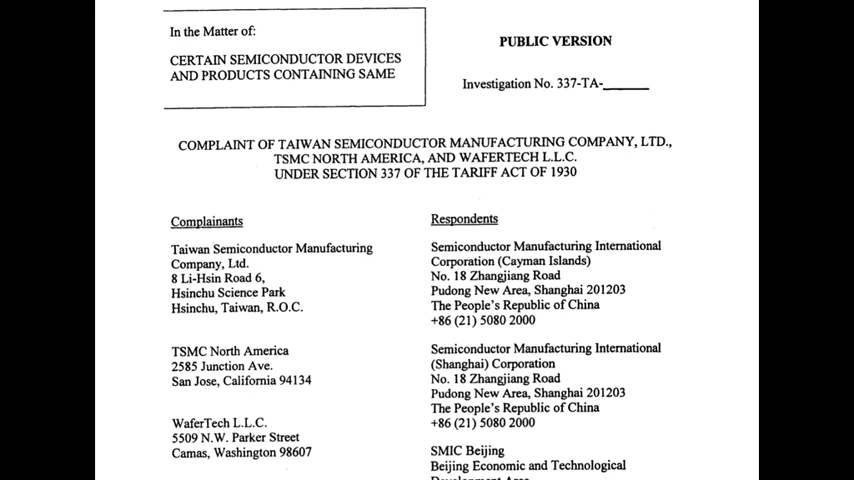 In the Matter of:
CERTAIN SEMICONDUCTOR DEVICES
AND PRODUCTS CONTAINING SAME
PUBLIC VERSION
Investigation No. 337-TA-
COMPLAINT OF TAIWAN SEMICONDUCTOR MANUFACTURING COMPANY, LTD.,
TSMC NORTH AMERICA, AND WAFERTECH L.L.C.
UNDER SECTION 337 OF THE TARIFF ACT OF 1930
Complainants
Taiwan Semiconductor Manufacturing
Company, Ltd.
8 Li-Hsin Road 6,
Hsinchu Science Park
Hsinchu, Taiwan, R.O.C.
TSMC North America
2585 Junction Ave.
San Jose, California 94134
WaferTech L.L.C.
5509 N.W. Parker Street
Camas, Washington 98607
Respondents
Semiconductor Manufacturing International
Corporation (Cayman Islands)
No. 18 Zhangjiang Road
Pudong New Area, Shanghai 201203
The People's Republic of China
+86 (21) 5080 2000
Semiconductor Manufacturing International
(Shanghai) Corporation
No. 18 Zhangjiang Road
Pudong New Area, Shanghai 201203
The People's Republic of China
+86 (21) 5080 2000
SMIC Beijing
Beijing Economic and Technological